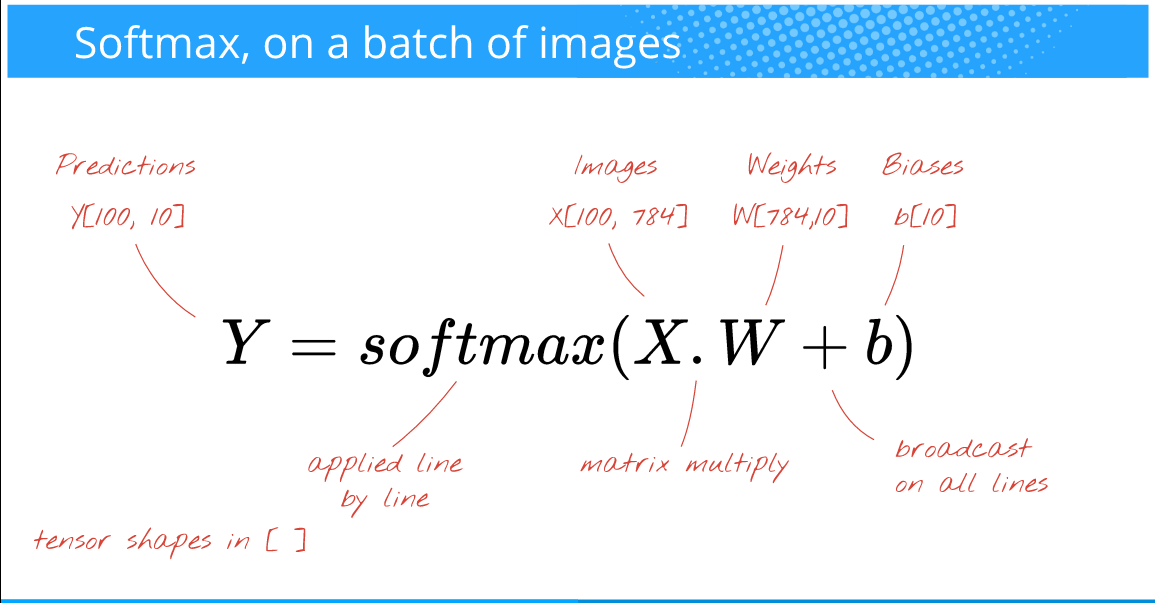 Softmax, on a batch of images
Predictions
Y[100, 10]
Images
X[100, 784]
Weights
W[784,10]
Biases
b[10]
Y = softmax(X.W + b)
applied line
by line
matrix multiply
broadcast
on all lines
tensor shapes in [ ]